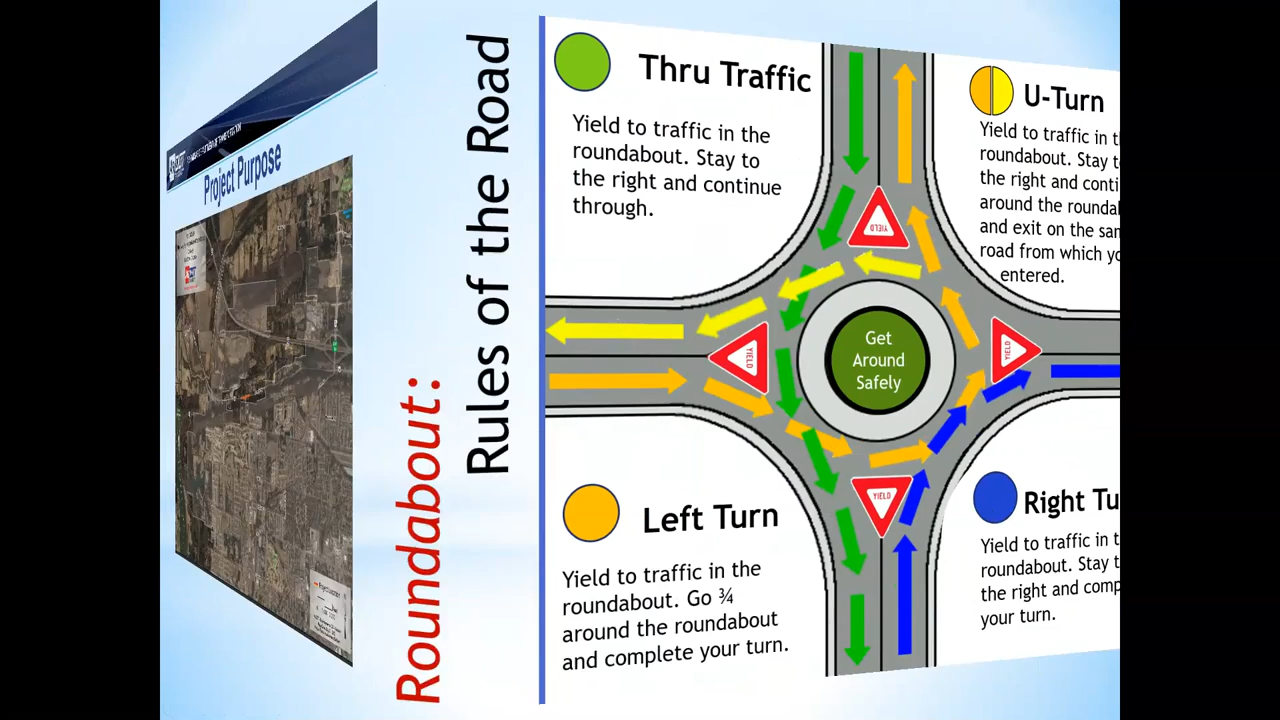 Project Purpose
Roundabout:
Rules of the Road
Thru Traffic
Yield to traffic in the
roundabout. Stay to
the right and continue
through.
U-Turn
Yield to traffic in th
roundabout. Stay t
the right and conti
around the rounda
and exit on the sam
road from which yo
entered.
YIELD
YIELD
YIELD
YIELD
Get
Around
Safely
Left Turn
Yield to traffic in the
roundabout. Go ¾
around the roundabout
and complete your turn.
Right Tu
Yield to traffic in t
roundabout. Stay t
the right and comp
your turn.